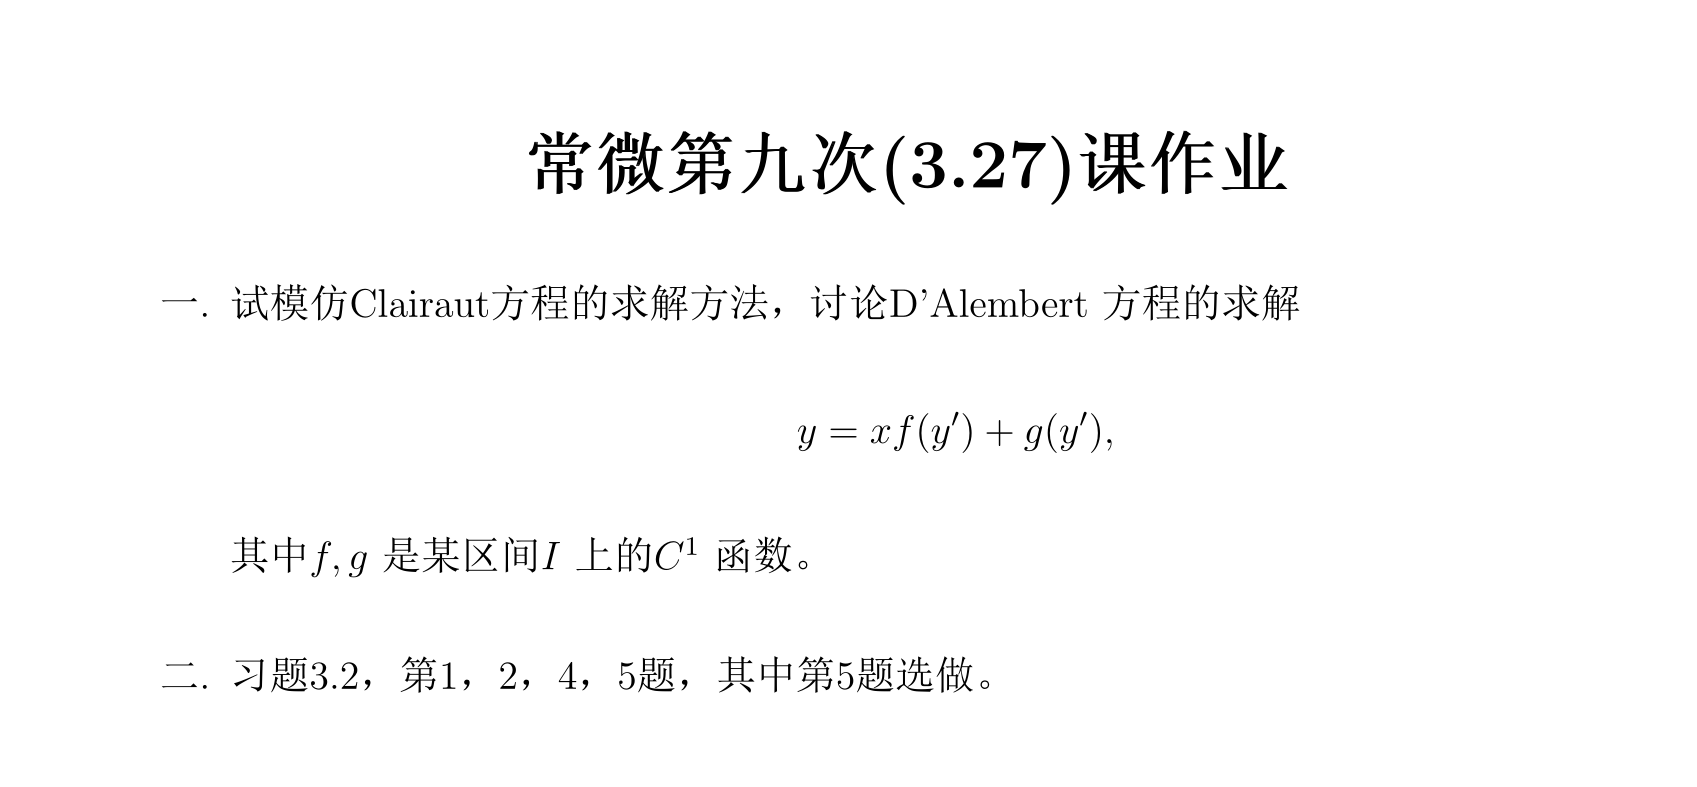 常微第九次(3.27)课作业
一. 试模仿Clairaut方程的求解方法，讨论D'Alembert 方程的求解
y = xf(y′) + g(y′),
其中f, g 是某区间I 上的C¹ 函数。
二. 习题3.2，第1，2，4，5题，其中第5题选做。